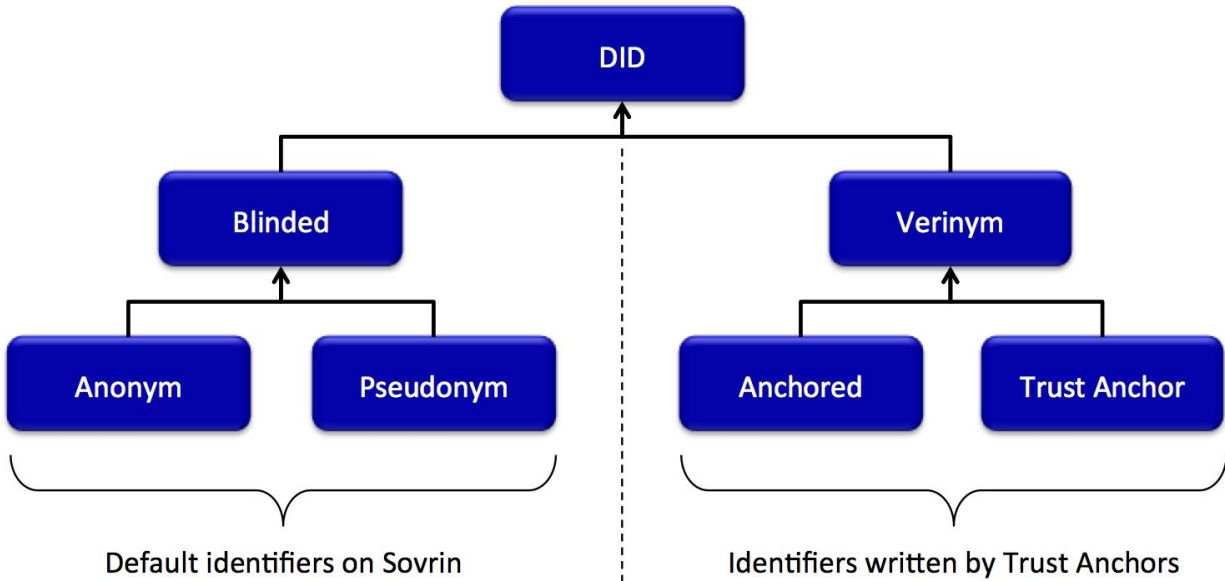 DID
Blinded
Verinym
Anonym
Pseudonym
Anchored
Trust Anchor
Default identifiers on Sovrin
Identifiers written by Trust Anchors